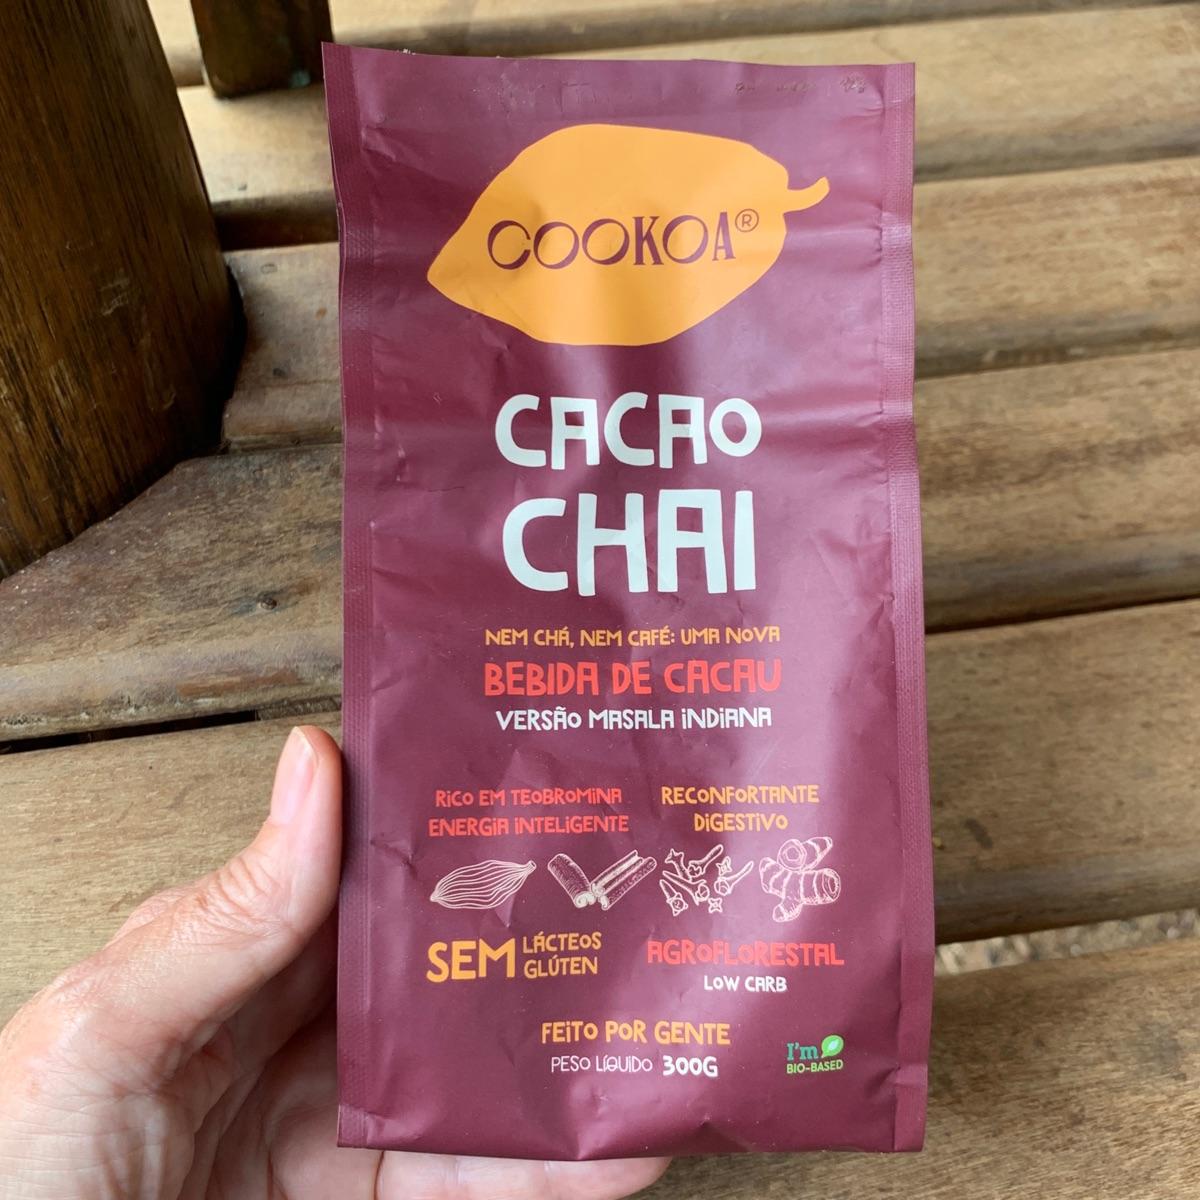 COOKOA®
CACAO
CHAI
NEM CHÁ, NEM CAFÉ: UMA NOVA
BEBIDA DE CACAU
VERSÃO MASALA INDIANA
RICO EM TEOBROMINA
ENERGIA INTELIGENTE
RECONFORTANTE
DIGESTIVO
SEM LÁCTEOS
GLÚTEN
AGROFLORESTAL
LOW CARB
FEITO POR GENTE
PESO LÍQUIDO 300G
I'm
BIO-BASED